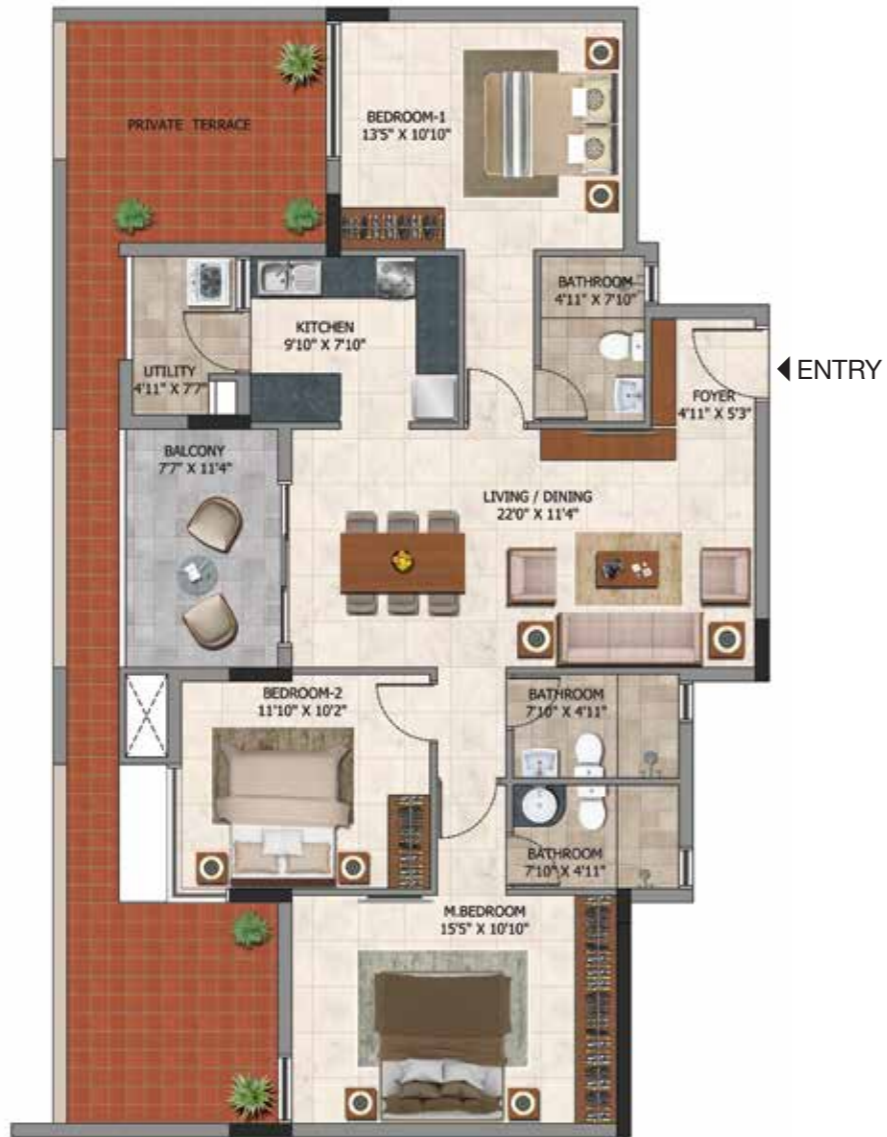 PRIVATE TERRACE
BEDROOM-1
13'5" X 10'10"
BATHROOM
4'11" X 7'10"
KITCHEN
9'10" X 7'10"
UTILITY
4'11" X 7'7"
ENTRY
FOYER
4'11" X 5'3"
BALCONY
7'7" X 11'4"
LIVING / DINING
22'0" X 11'4"
BEDROOM-2
11'10" X 10'2"
BATHROOM
7'10" X 4'11"
BATHROOM
7'10" X 4'11"
M.BEDROOM
15'5" X 10'10"